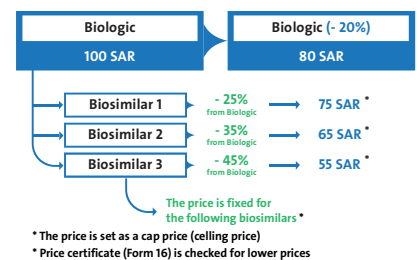 Biologic
Biologic (- 20%)
100 SAR
80 SAR
Biosimilar 1
- 25%
from Biologic
75 SAR *
Biosimilar 2
- 35%
from Biologic
65 SAR *
Biosimilar 3
- 45%
from Biologic
55 SAR *
The price is fixed for
the following biosimilars *
* The price is set as a cap price (celling price)
* Price certificate (Form 16) is checked for lower prices